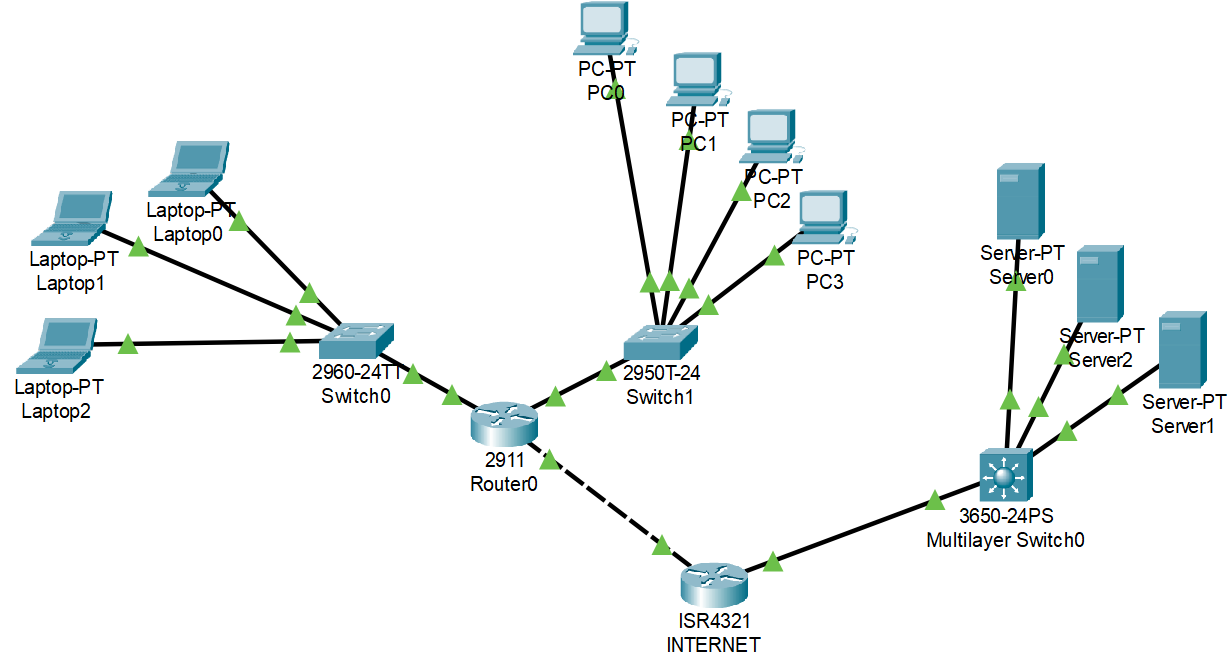 PC-PT
PC0
PC-PT
PC1
PC-PT
PC2
PC-PT
PC3
Laptop-PT
Laptop0
Laptop-PT
Laptop1
Laptop-PT
Laptop2
2960-24TT
Switch0
2950T-24
Switch1
Server-PT
Server0
Server-PT
Server2
Server-PT
Server1
2911
Router0
3650-24PS
Multilayer Switch0
ISR4321
INTERNET